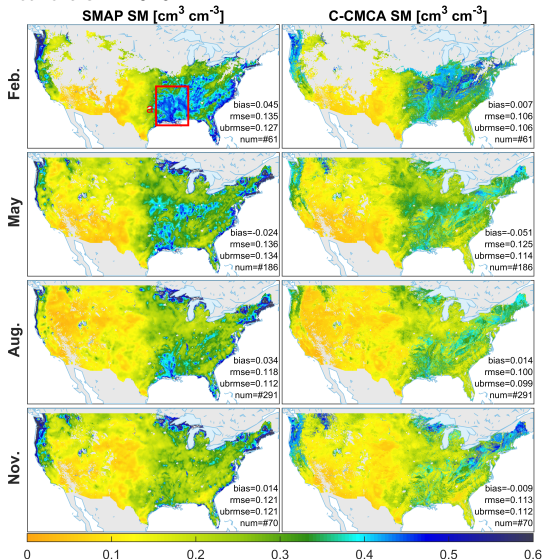 SMAP SM [cm3 cm-3] C-CMCA SM [cm3 cm-3]
Feb.
bias=0.045
rmse=0.135
ubrmse=0.127
num=#61
bias=0.007
rmse=0.106
ubrmse=0.106
num=#61
May
bias=-0.024
rmse=0.136
ubrmse=0.134
num=#186
bias=-0.051
rmse=0.125
ubrmse=0.114
num=#186
Aug.
bias=0.034
rmse=0.118
ubrmse=0.112
num=#291
bias=0.014
rmse=0.100
ubrmse=0.099
num=#291
Nov.
bias=0.014
rmse=0.121
ubrmse=0.121
num=#70
bias=-0.009
rmse=0.113
ubrmse=0.112
num=#70
0 0.1 0.2 0.3 0.4 0.5 0.6